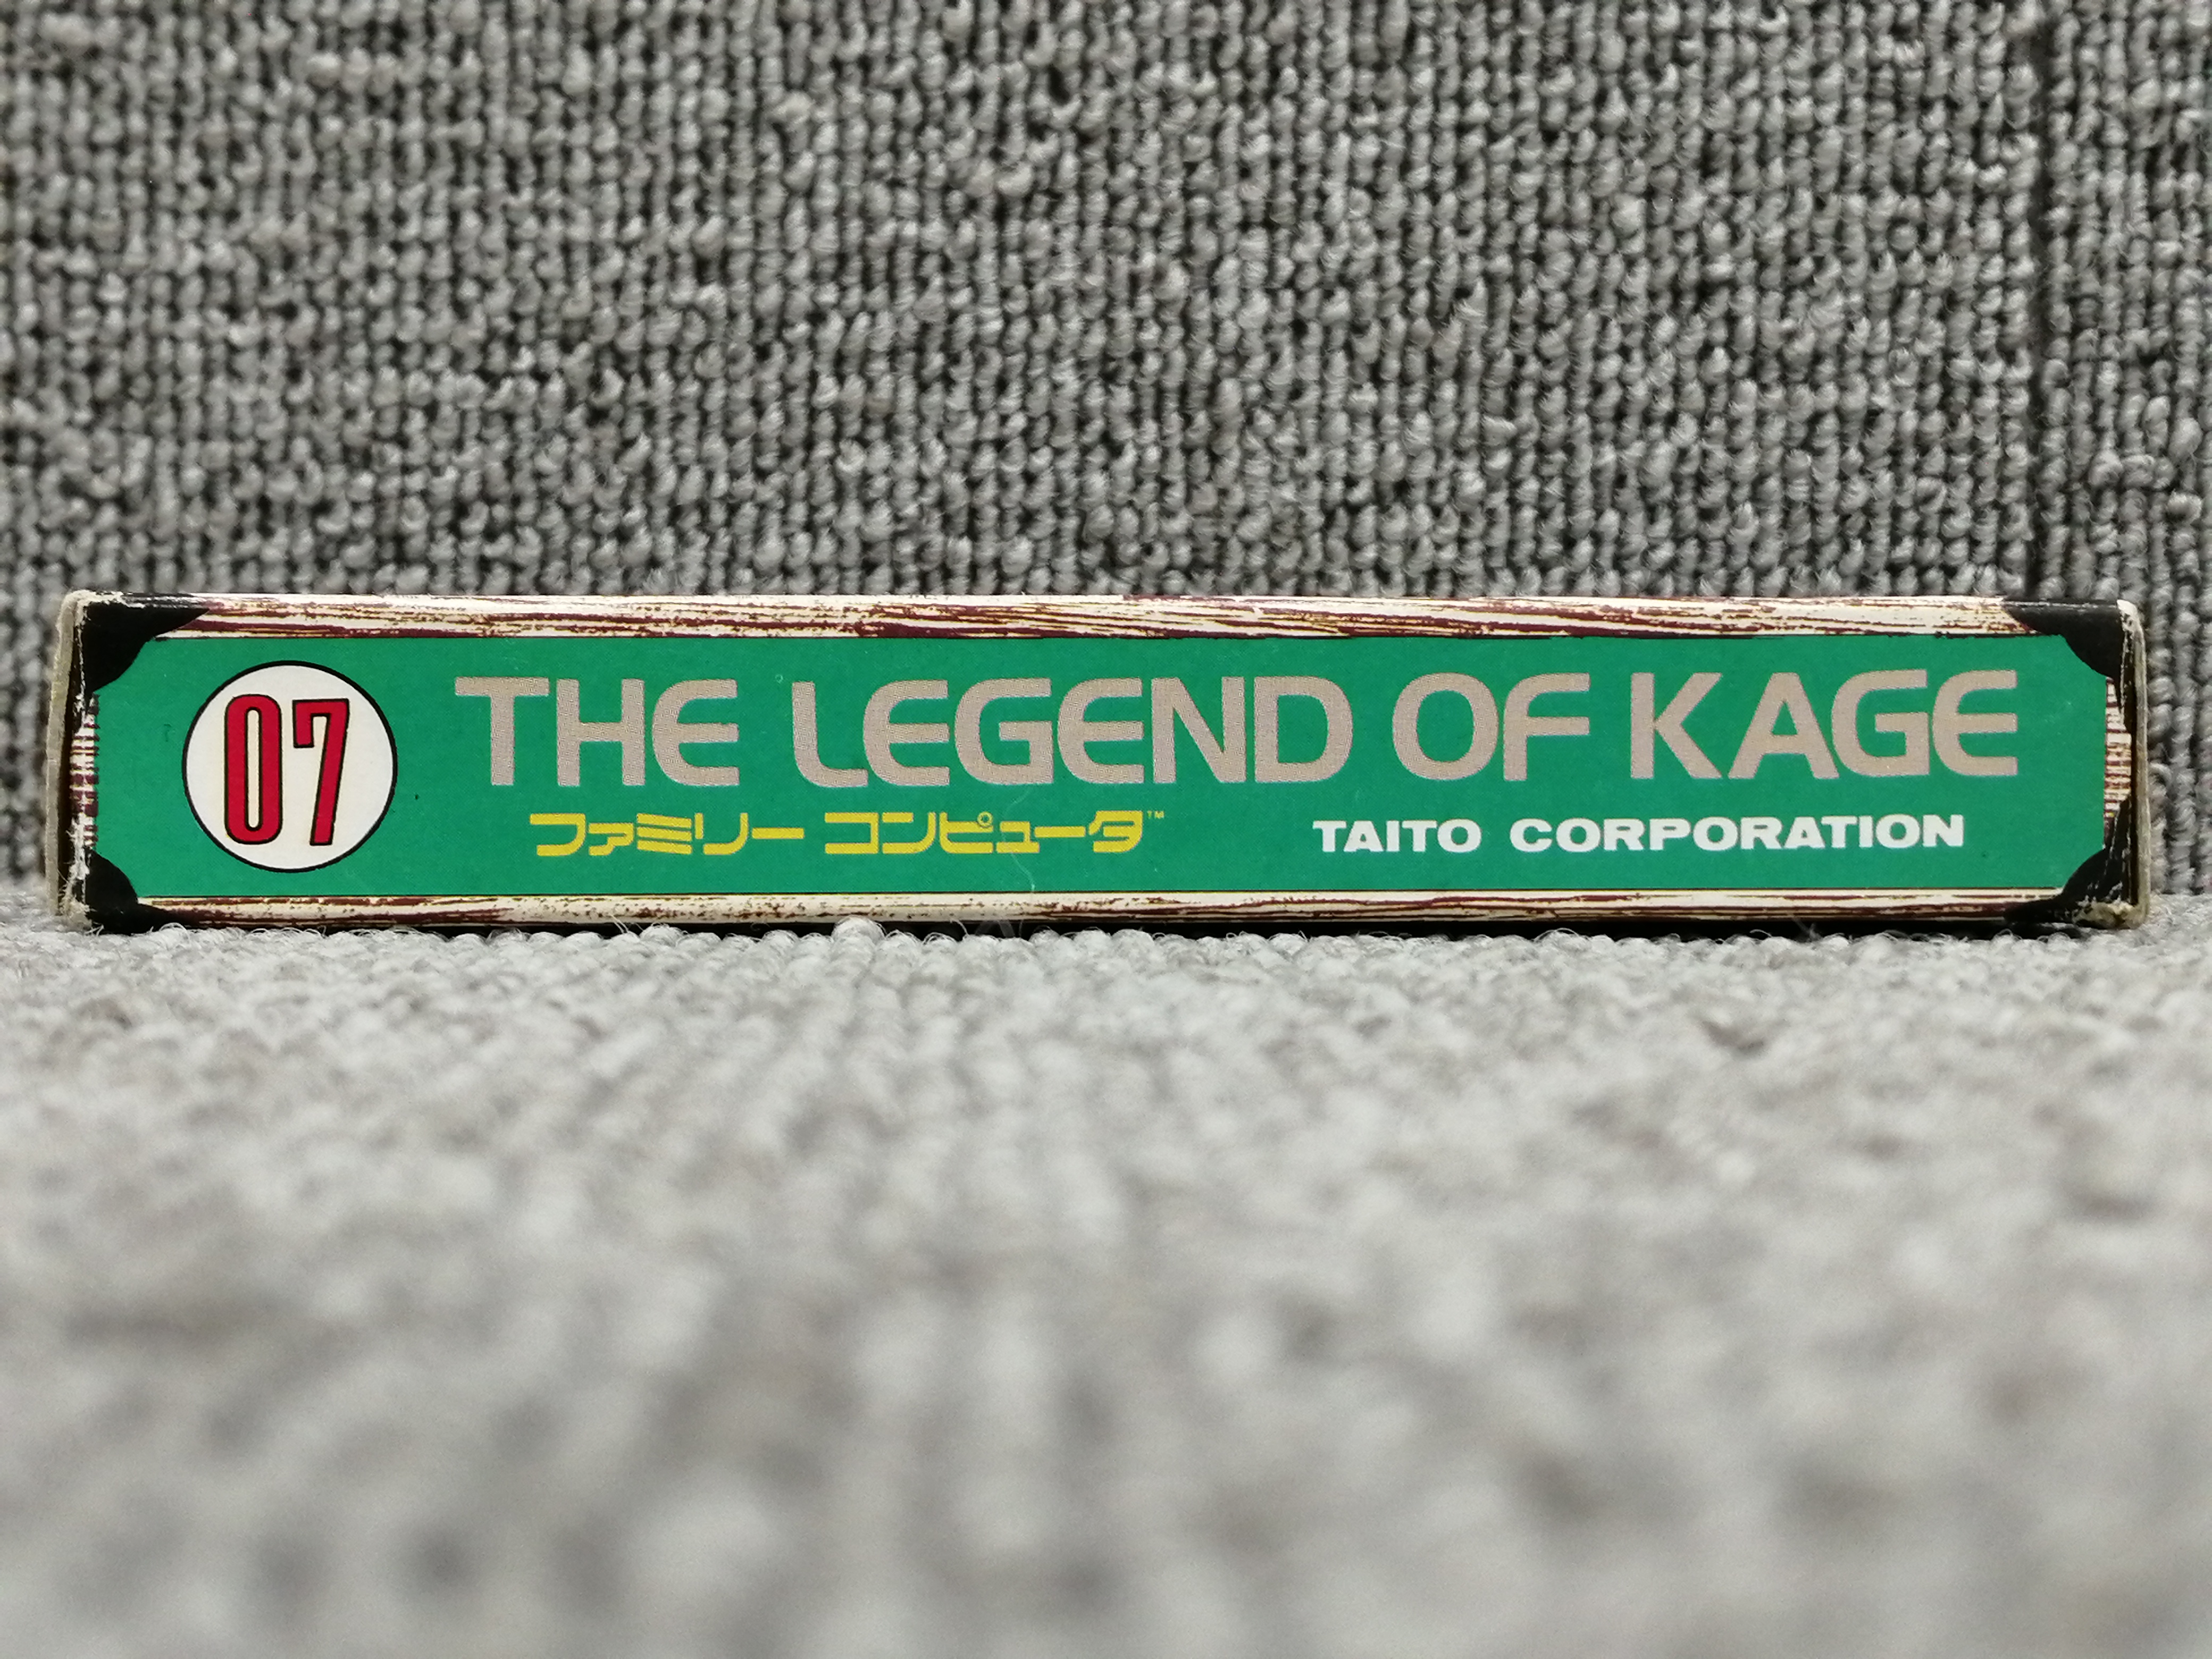 07
THE LEGEND OF KAGE
ファミリー コンピュータ™
TAITO CORPORATION